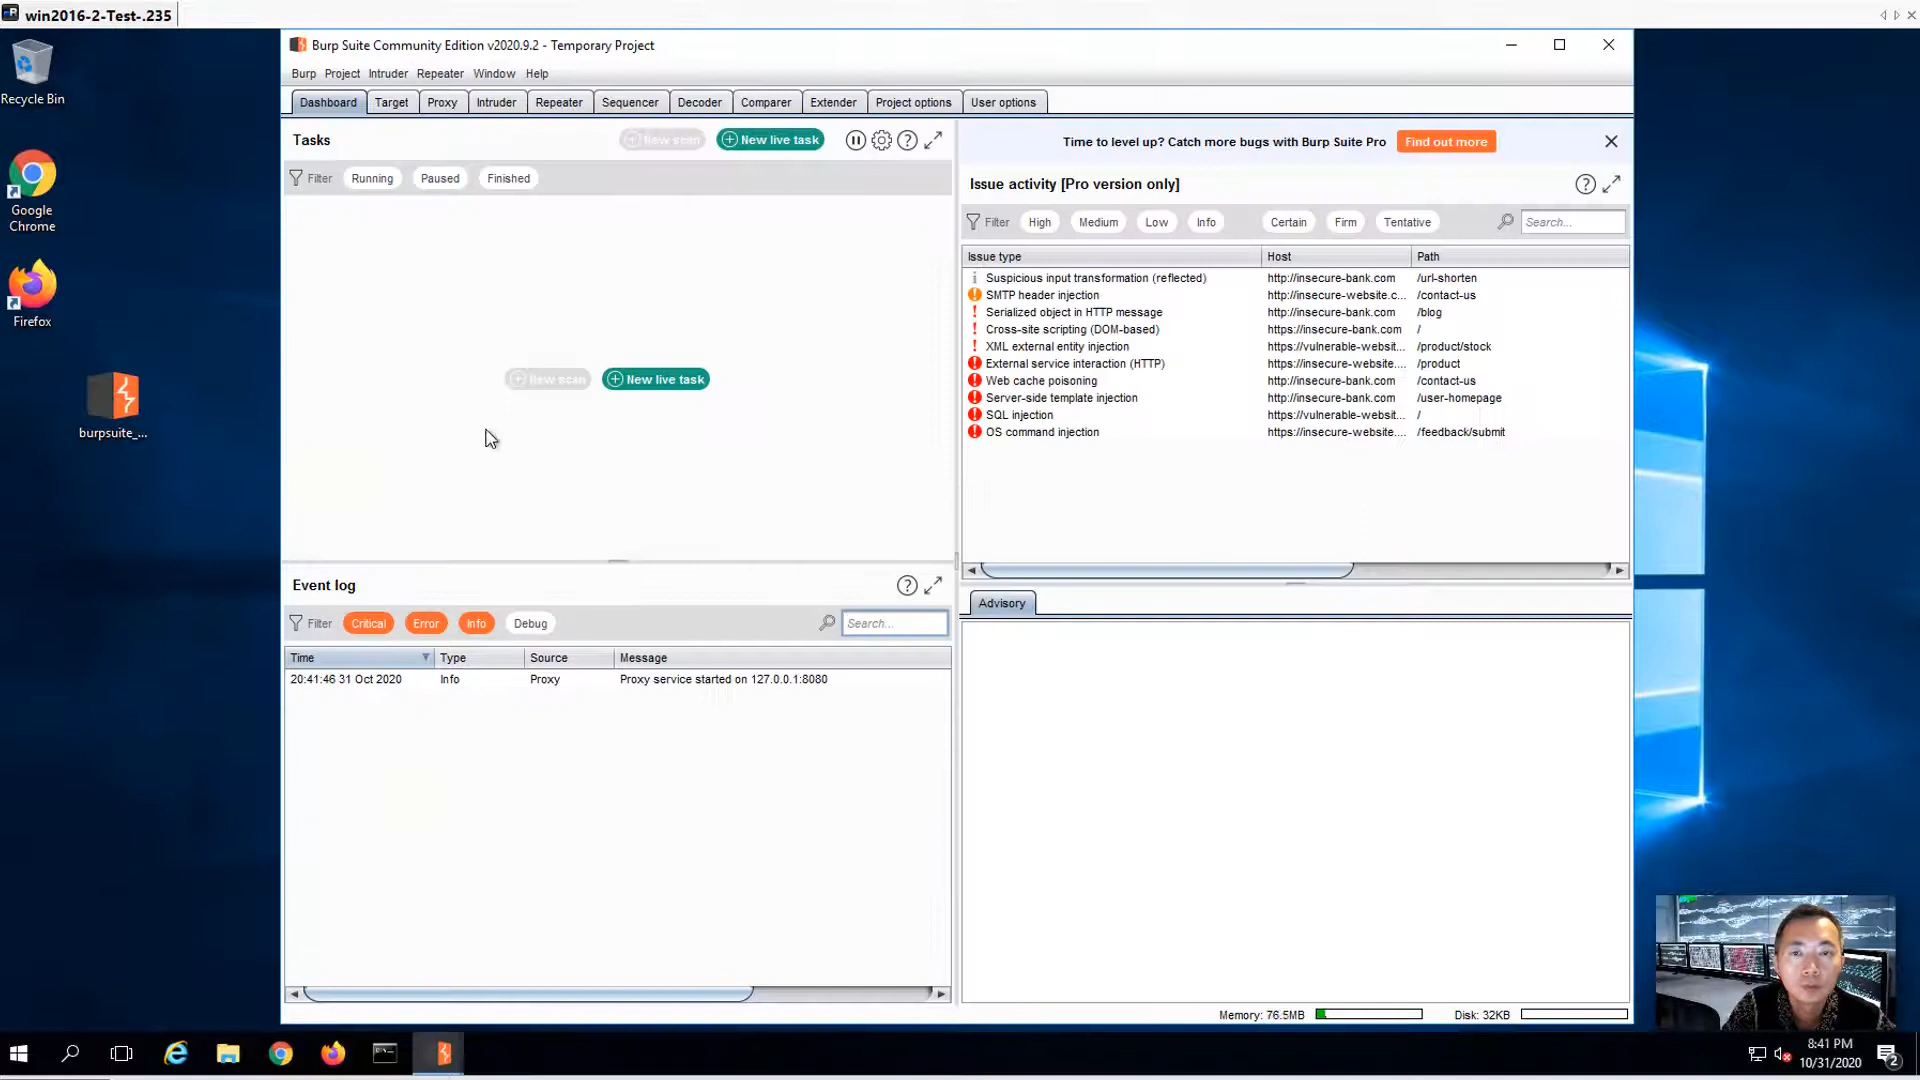 win2016-2-Test-.235
Recycle Bin
Google
Chrome
Firefox
burpsuite_...
Burp Suite Community Edition v2020.9.2 - Temporary Project
Burp Project Intruder Repeater Window Help
Dashboard Target Proxy Intruder Repeater Sequencer Decoder Comparer Extender Project options User options
Tasks
New scan New live task
Filter Running Paused Finished
New scan New live task
Time to level up? Catch more bugs with Burp Suite Pro Find out more
Issue activity [Pro version only]
Filter High Medium Low Info Certain Firm Tentative Search...
Issue type Host Path
Suspicious input transformation (reflected) http://insecure-bank.com /url-shorten
SMTP header injection http://insecure-website.c... /contact-us
Serialized object in HTTP message http://insecure-bank.com /blog
Cross-site scripting (DOM-based) https://insecure-bank.com /
XML external entity injection https://vulnerable-websit... /product/stock
External service interaction (HTTP) https://insecure-website.... /product
Web cache poisoning http://insecure-bank.com /contact-us
Server-side template injection http://insecure-bank.com /user-homepage
SQL injection https://vulnerable-websit... /
OS command injection https://insecure-website.... /feedback/submit
Event log
Filter Critical Error Info Debug Search...
Time Type Source Message
20:41:46 31 Oct 2020 Info Proxy Proxy service started on 127.0.0.1:8080
Advisory
Memory: 76.5MB Disk: 32KB
8:41 PM
10/31/2020
2